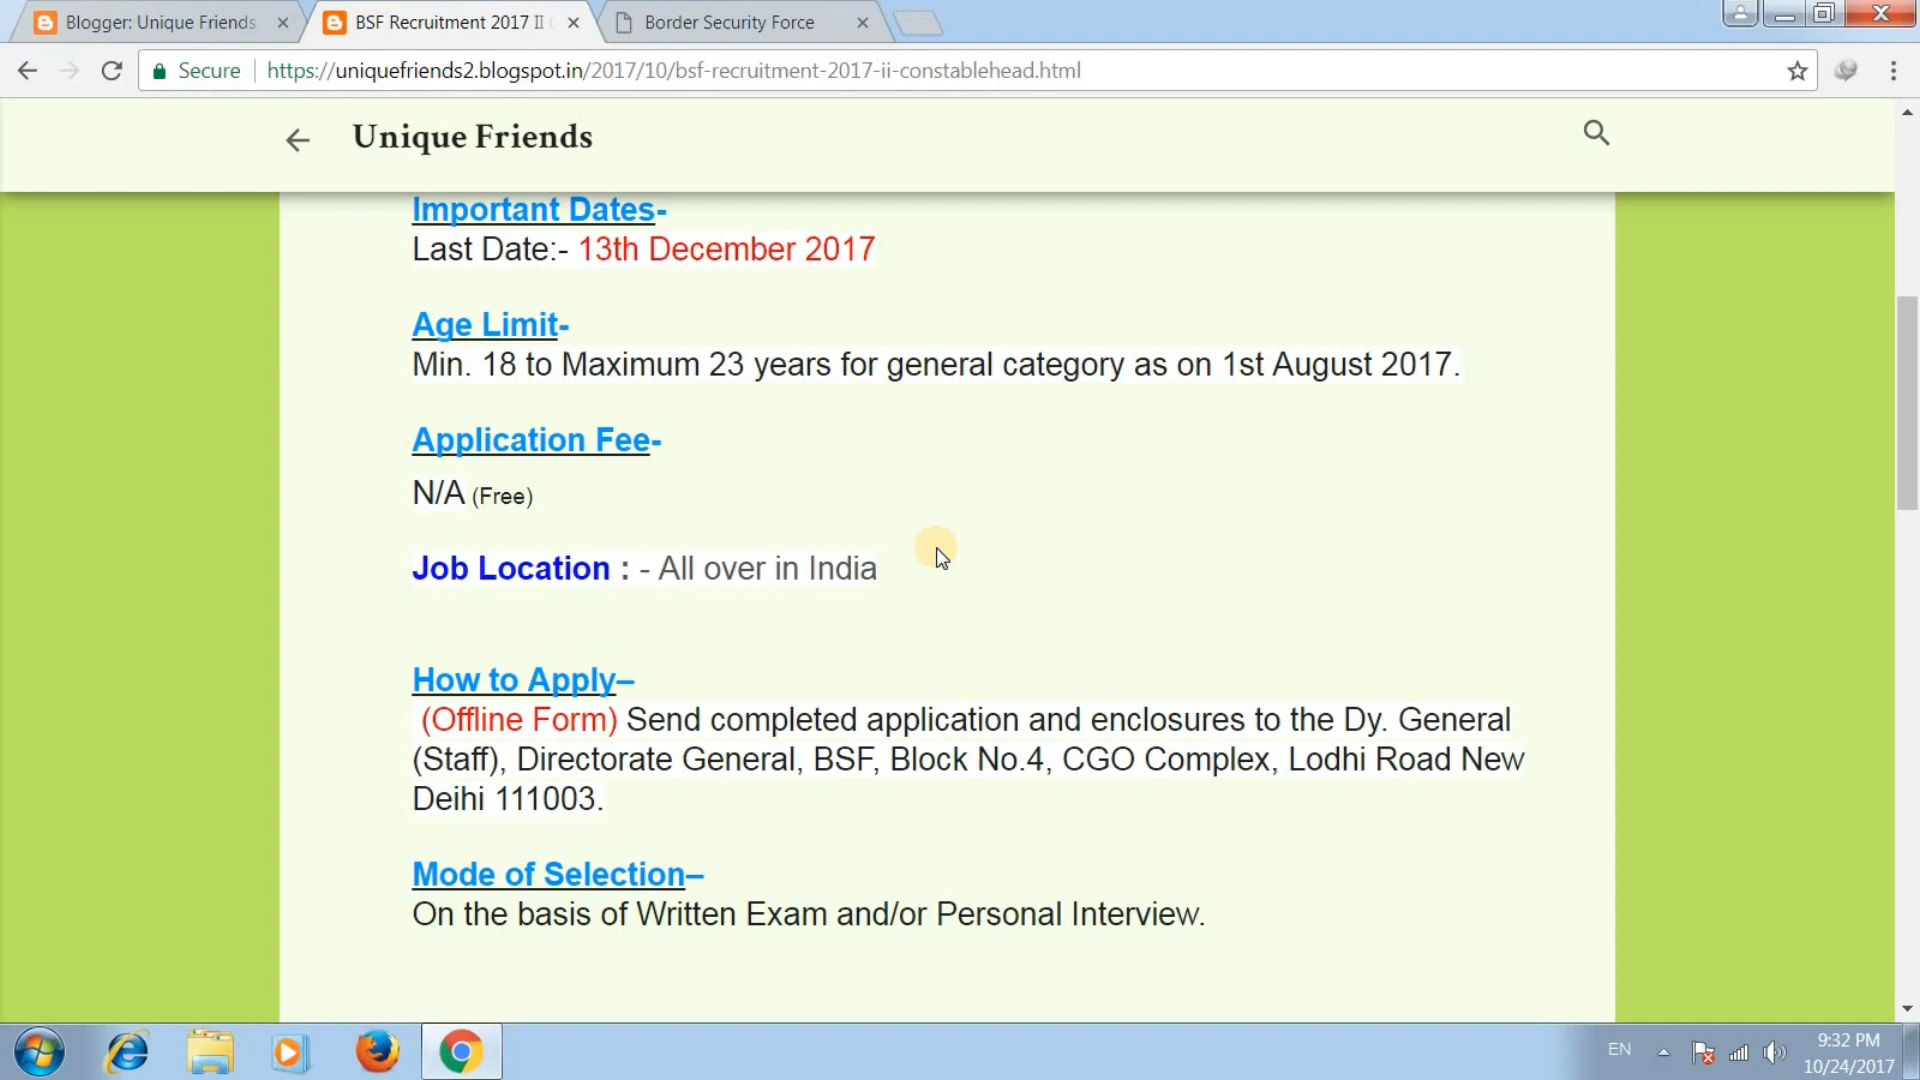 Blogger: Unique Friends
BSF Recruitment 2017 II
Border Security Force
Secure
https://uniquefriends2.blogspot.in/2017/10/bsf-recruitment-2017-ii-constablehead.html
Unique Friends
Important Dates-
Last Date:- 13th December 2017
Age Limit-
Min. 18 to Maximum 23 years for general category as on 1st August 2017.
Application Fee-
N/A (Free)
Job Location : - All over in India
How to Apply–
(Offline Form) Send completed application and enclosures to the Dy. General
(Staff), Directorate General, BSF, Block No.4, CGO Complex, Lodhi Road New
Deihi 111003.
Mode of Selection–
On the basis of Written Exam and/or Personal Interview.
EN
9:32 PM
10/24/2017